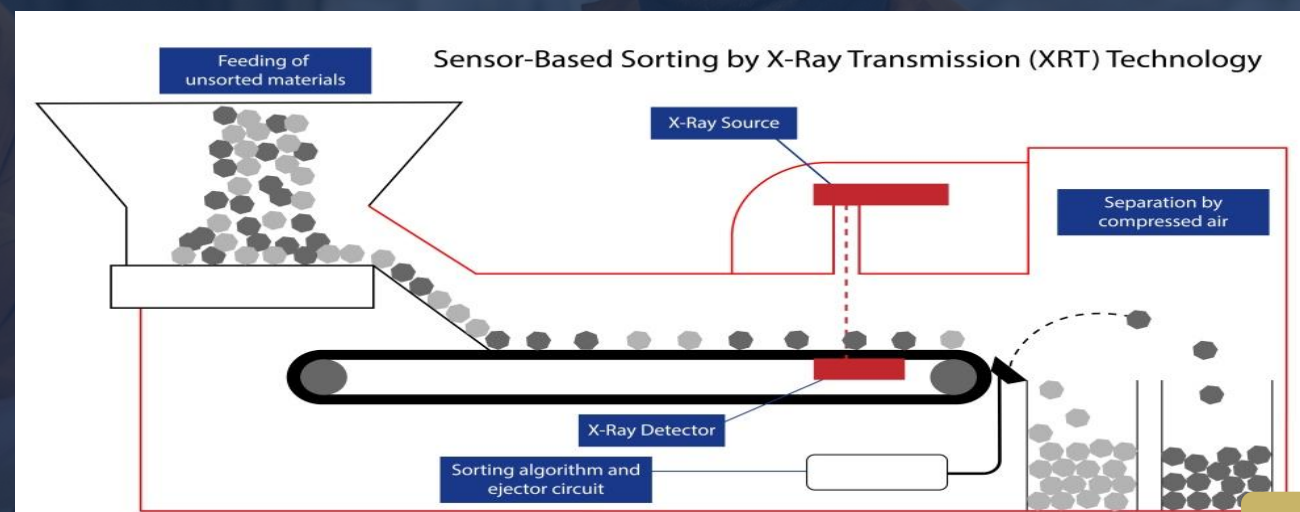 Sensor-Based Sorting by X-Ray Transmission (XRT) Technology
Feeding of
unsorted materials
X-Ray Source
Separation by
compressed air
X-Ray Detector
Sorting algorithm and
ejector circuit